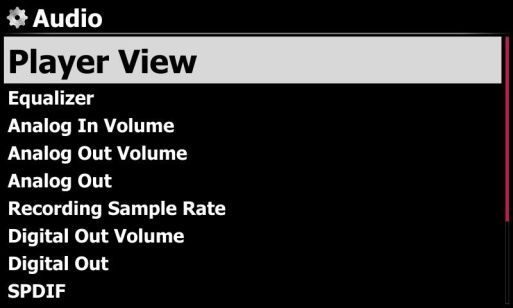 Audio
Player View
Equalizer
Analog In Volume
Analog Out Volume
Analog Out
Recording Sample Rate
Digital Out Volume
Digital Out
SPDIF